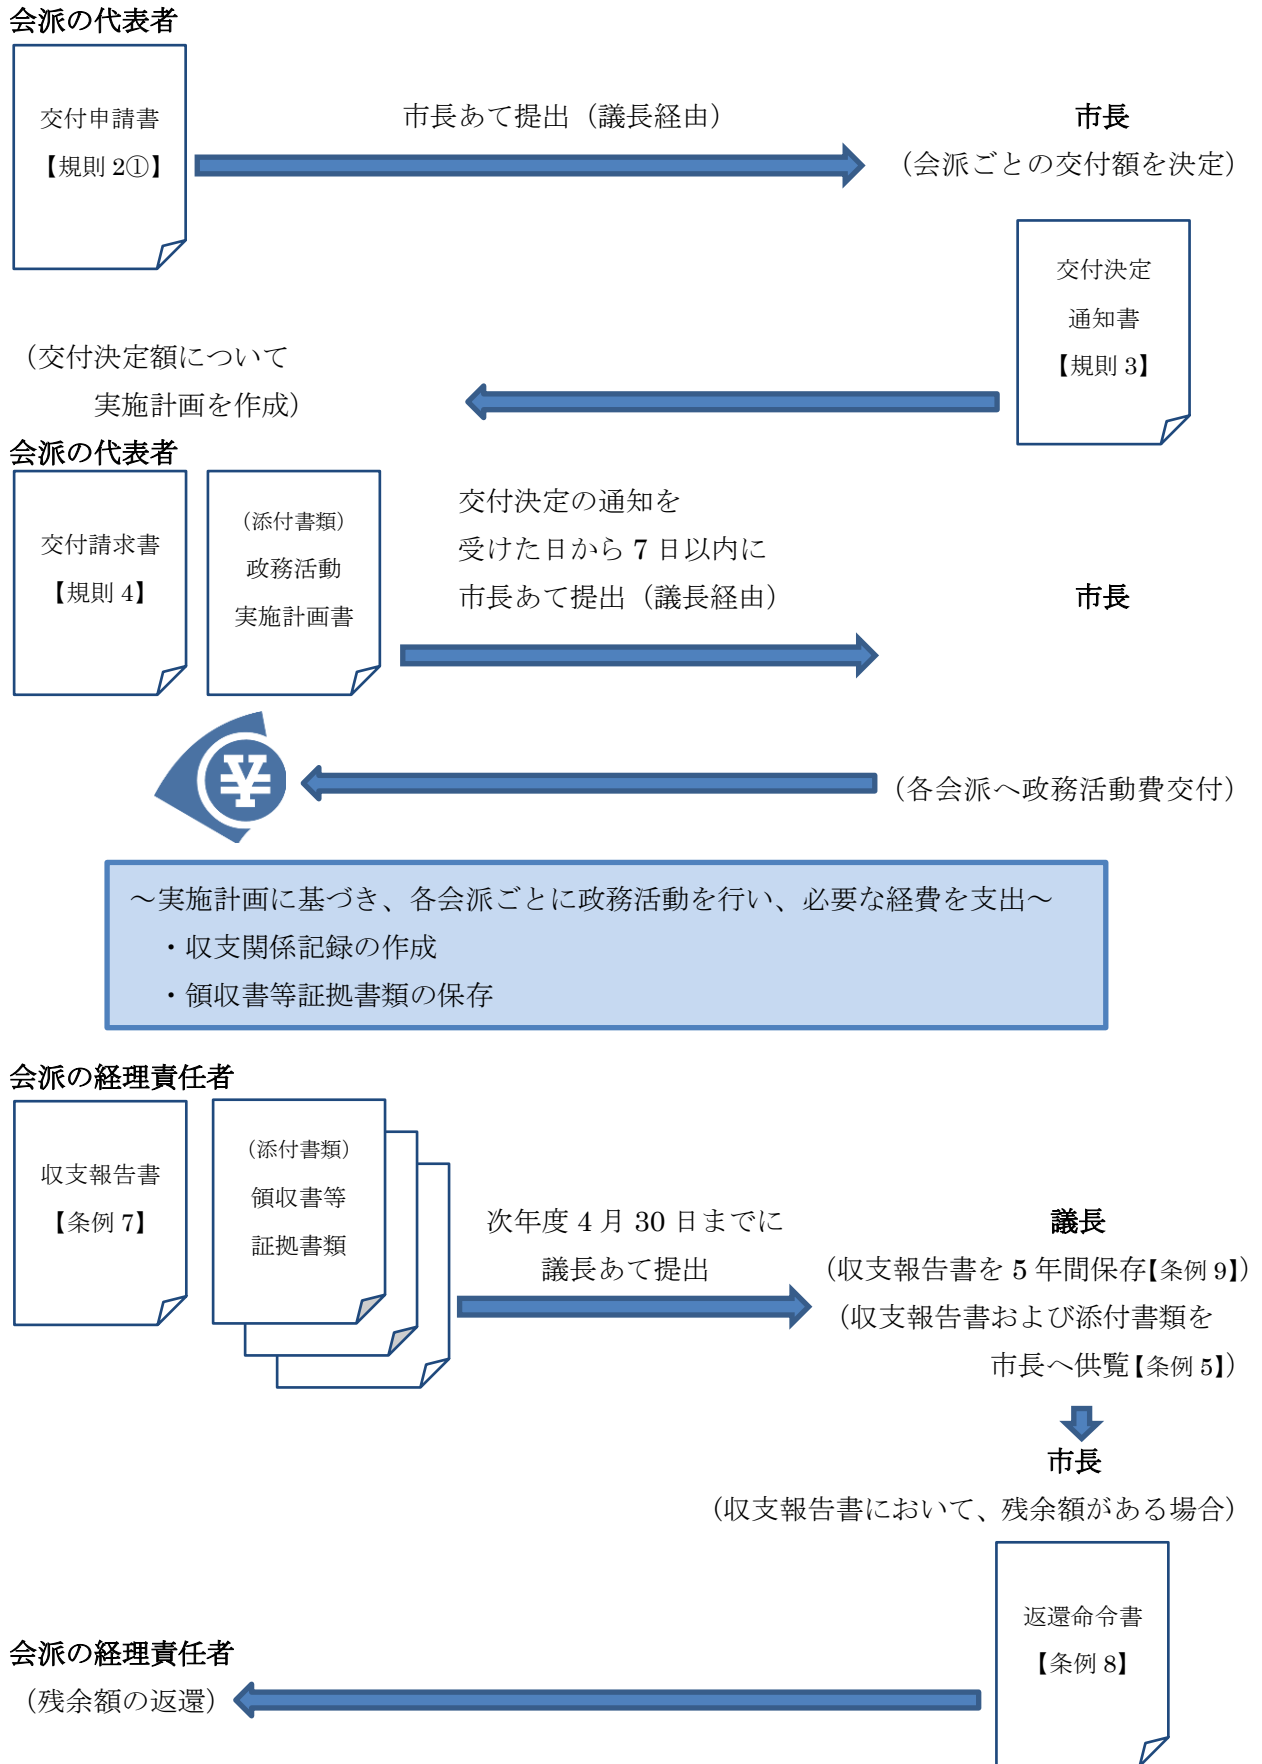 会派の代表者
交付申請書
【規則 2①】
市長あて提出（議長経由）
市長
（会派ごとの交付額を決定）
交付決定
通知書
【規則 3】
（交付決定額について
実施計画を作成）
会派の代表者
交付請求書
【規則 4】
（添付書類）
政務活動
実施計画書
交付決定の通知を
受けた日から 7 日以内に
市長あて提出（議長経由）
市長
¥
（各会派へ政務活動費交付）
～実施計画に基づき、各会派ごとに政務活動を行い、必要な経費を支出～
・収支関係記録の作成
・領収書等証拠書類の保存
会派の経理責任者
収支報告書
【条例 7】
（添付書類）
領収書等
証拠書類
次年度 4 月 30 日までに
議長あて提出
議長
（収支報告書を 5 年間保存【条例 9】）
（収支報告書および添付書類を
市長へ供覧【条例 5】）
市長
（収支報告書において、残余額がある場合）
返還命令書
【条例 8】
会派の経理責任者
（残余額の返還）